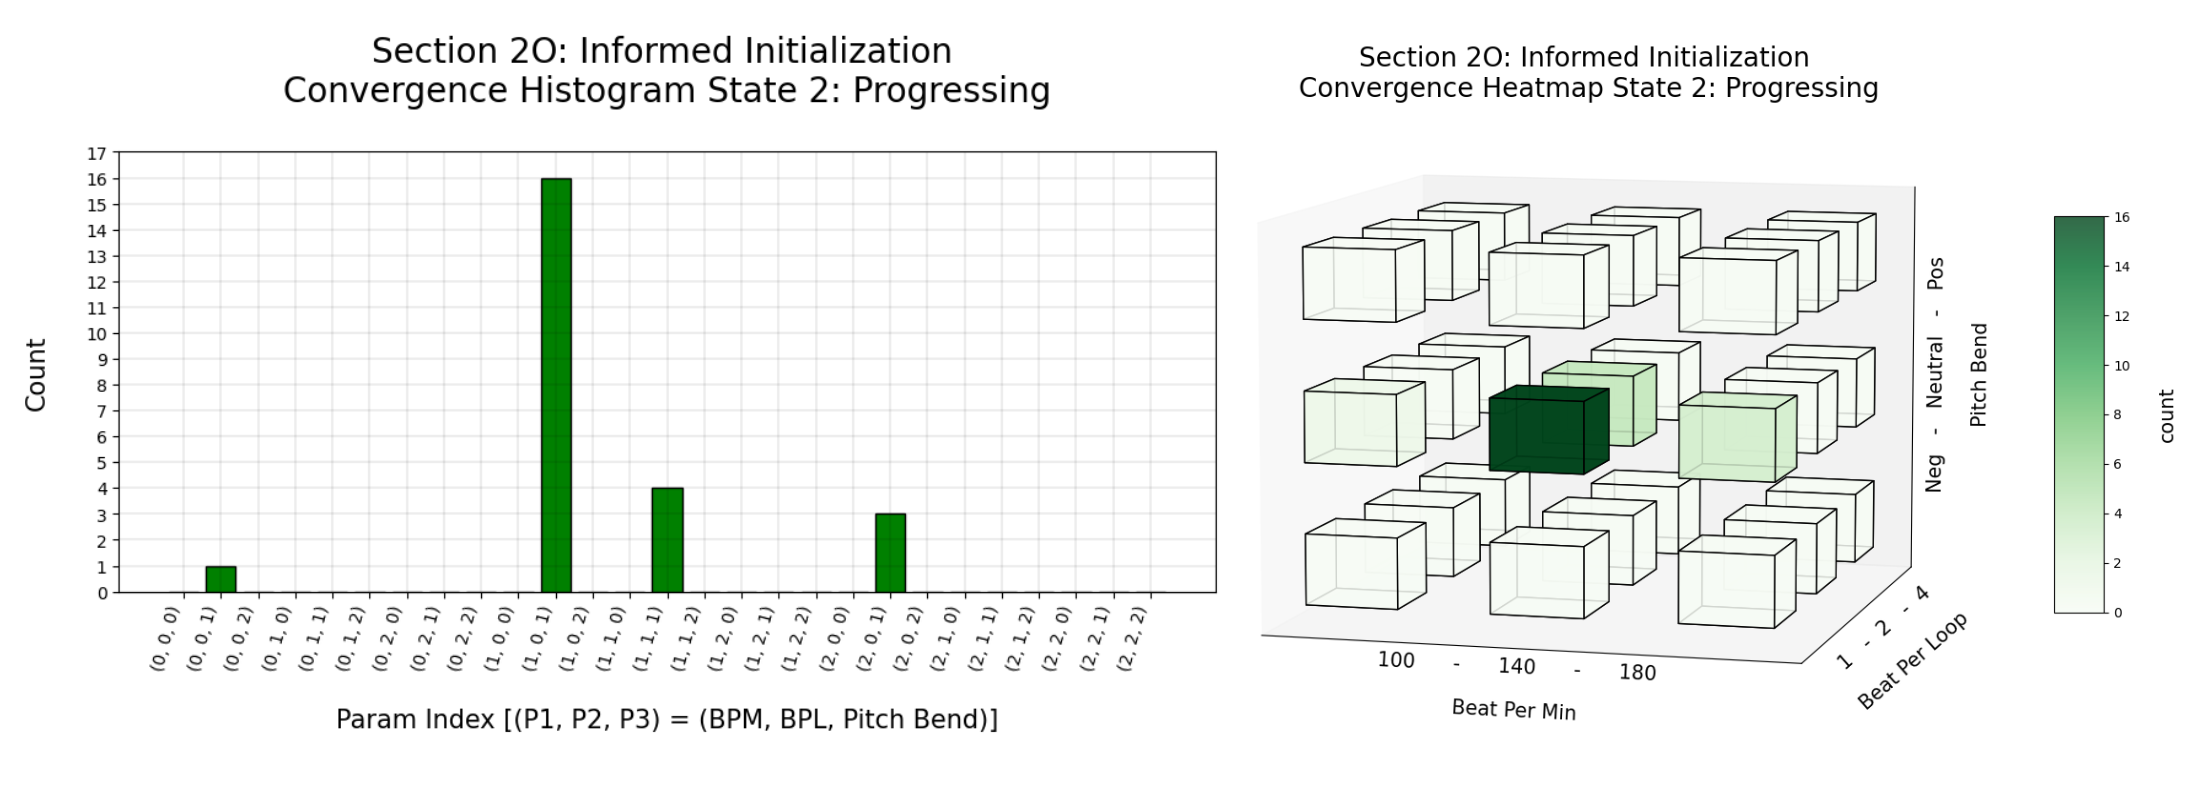 Section 2O: Informed Initialization
Convergence Histogram State 2: Progressing
Count
17
16
15
14
13
12
11
10
9
8
7
6
5
4
3
2
1
0
(0, 0, 0)
(0, 0, 1)
(0, 0, 2)
(0, 1, 0)
(0, 1, 1)
(0, 1, 2)
(0, 2, 0)
(0, 2, 1)
(0, 2, 2)
(1, 0, 0)
(1, 0, 1)
(1, 0, 2)
(1, 1, 0)
(1, 1, 1)
(1, 1, 2)
(1, 2, 0)
(1, 2, 1)
(1, 2, 2)
(2, 0, 0)
(2, 0, 1)
(2, 0, 2)
(2, 1, 0)
(2, 1, 1)
(2, 1, 2)
(2, 2, 0)
(2, 2, 1)
(2, 2, 2)
Param Index [(P1, P2, P3) = (BPM, BPL, Pitch Bend)]
Section 2O: Informed Initialization
Convergence Heatmap State 2: Progressing
Neg - Neutral - Pos
Pitch Bend
1 - 2 - 4
Beat Per Loop
100 - 140 - 180
Beat Per Min
16
14
12
10
8
6
4
2
0
count